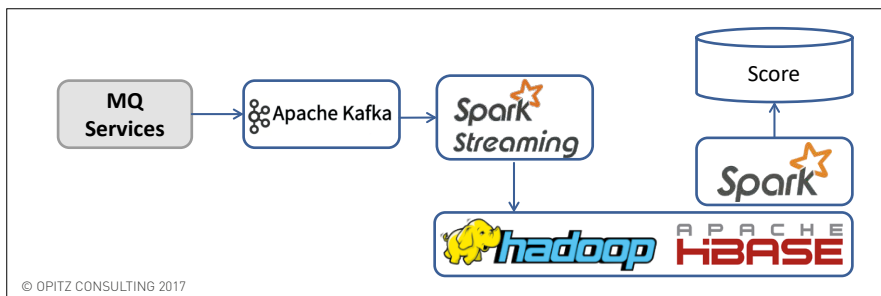 MQ
Services
Apache Kafka
Spark
Streaming
Score
Spark
hadoop
APACHE
HBASE
© OPITZ CONSULTING 2017